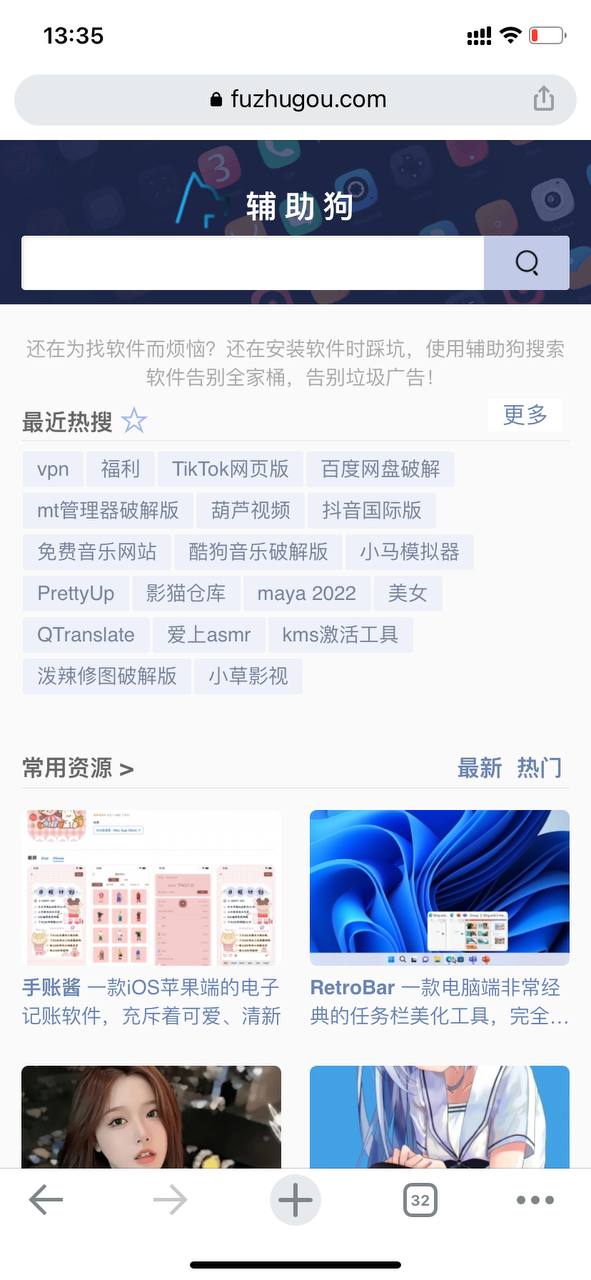 13:35
fuzhugou.com
辅助狗
还在为找软件而烦恼？还在安装软件时踩坑，使用辅助狗搜索
软件告别全家桶，告别垃圾广告！
最近热搜 更多
vpn 福利 TikTok网页版 百度网盘破解
mt管理器破解版 葫芦视频 抖音国际版
免费音乐网站 酷狗音乐破解版 小马模拟器
PrettyUp 影猫仓库 maya 2022 美女
QTranslate 爱上asmr kms激活工具
泼辣修图破解版 小草影视
常用资源 > 最新 热门
手账酱 一款iOS苹果端的电子
记账软件，充斥着可爱、清新
RetroBar 一款电脑端非常经
典的任务栏美化工具，完全...
32